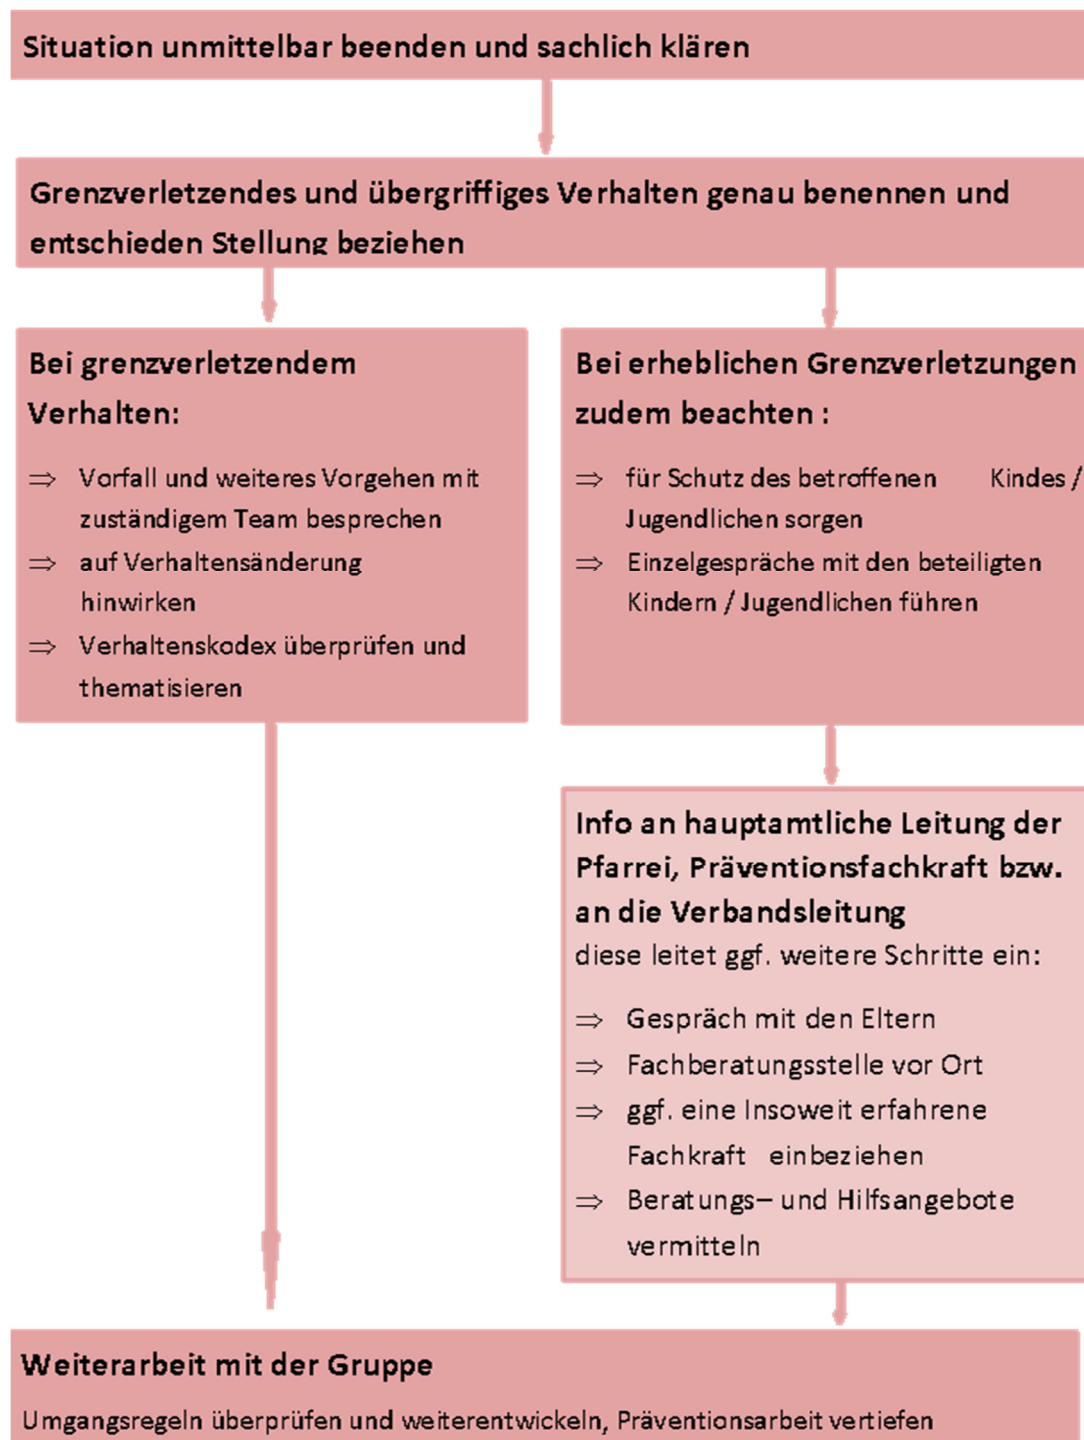 Situation unmittelbar beenden und sachlich klären
Grenzverletzendes und übergriffiges Verhalten genau benennen und
entschieden Stellung beziehen
Bei grenzverletzendem
Verhalten:
⇒ Vorfall und weiteres Vorgehen mit
zuständigem Team besprechen
⇒ auf Verhaltensänderung
hinwirken
⇒ Verhaltenskodex überprüfen und
thematisieren
Bei erheblichen Grenzverletzungen
zudem beachten :
⇒ für Schutz des betroffenen Kindes /
Jugendlichen sorgen
⇒ Einzelgespräche mit den beteiligten
Kindern / Jugendlichen führen
Info an hauptamtliche Leitung der
Pfarrei, Präventionsfachkraft bzw.
an die Verbandsleitung
diese leitet ggf. weitere Schritte ein:
⇒ Gespräch mit den Eltern
⇒ Fachberatungsstelle vor Ort
⇒ ggf. eine Insoweit erfahrene
Fachkraft einbeziehen
⇒ Beratungs– und Hilfsangebote
vermitteln
Weiterarbeit mit der Gruppe
Umgangsregeln überprüfen und weiterentwickeln, Präventionsarbeit vertiefen